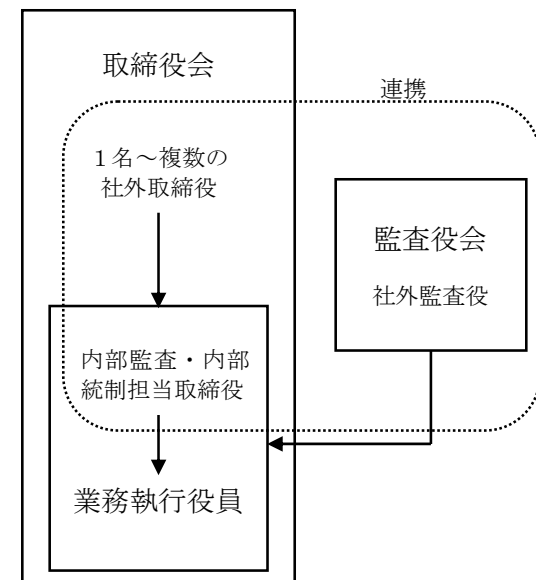 取締役会
連携
１名～複数の
社外取締役
監査役会
社外監査役
内部監査・内部
統制担当取締役
業務執行役員